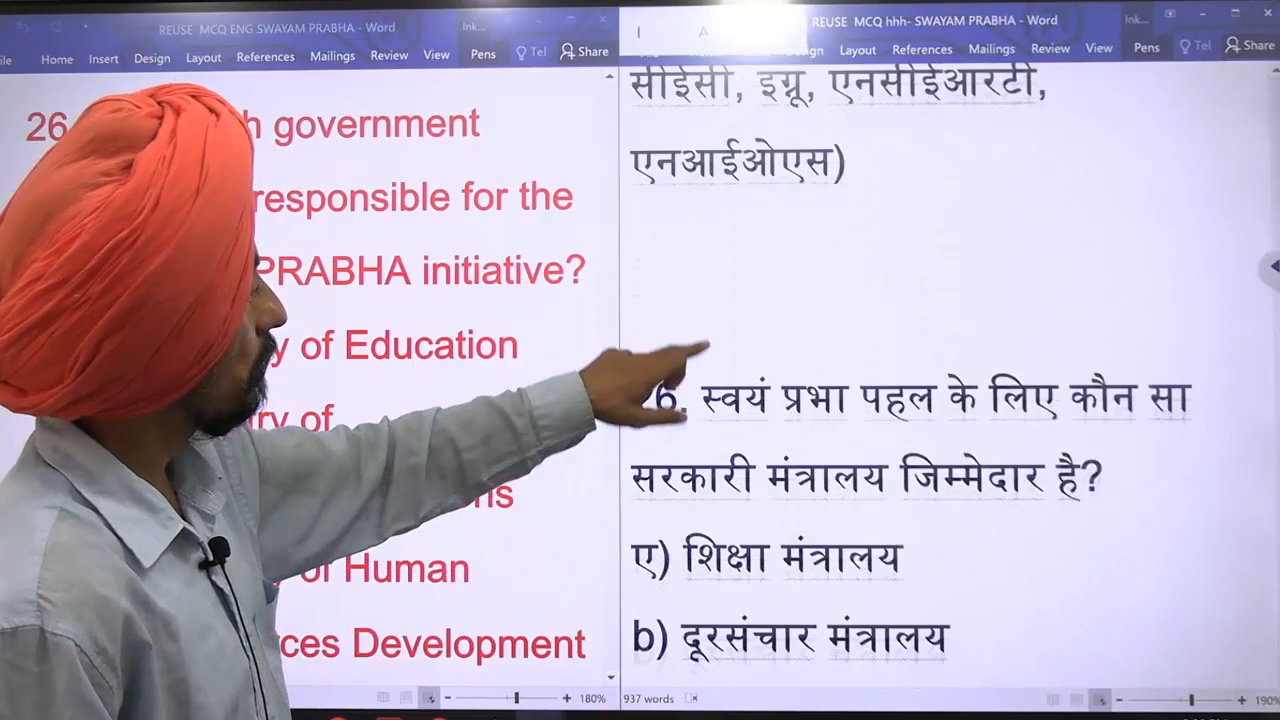 REUSE MCQ ENG SWAYAM PRABHA - Word
Ink...
Home Insert Design Layout References Mailings Review View Pens Tel Share
26
h government
responsible for the
PRABHA initiative?
y of Education
ry of
ns
y of Human
ces Development
180%
REUSE MCQ hhh- SWAYAM PRABHA - Word
Ink...
Layout References Mailings Review View Pens Tel Share
सीईसी, इग्नू, एनसीईआरटी,
एनआईओएस)
6. स्वयं प्रभा पहल के लिए कौन सा
सरकारी मंत्रालय जिम्मेदार है?
ए) शिक्षा मंत्रालय
b) दूरसंचार मंत्रालय
937 words
190%